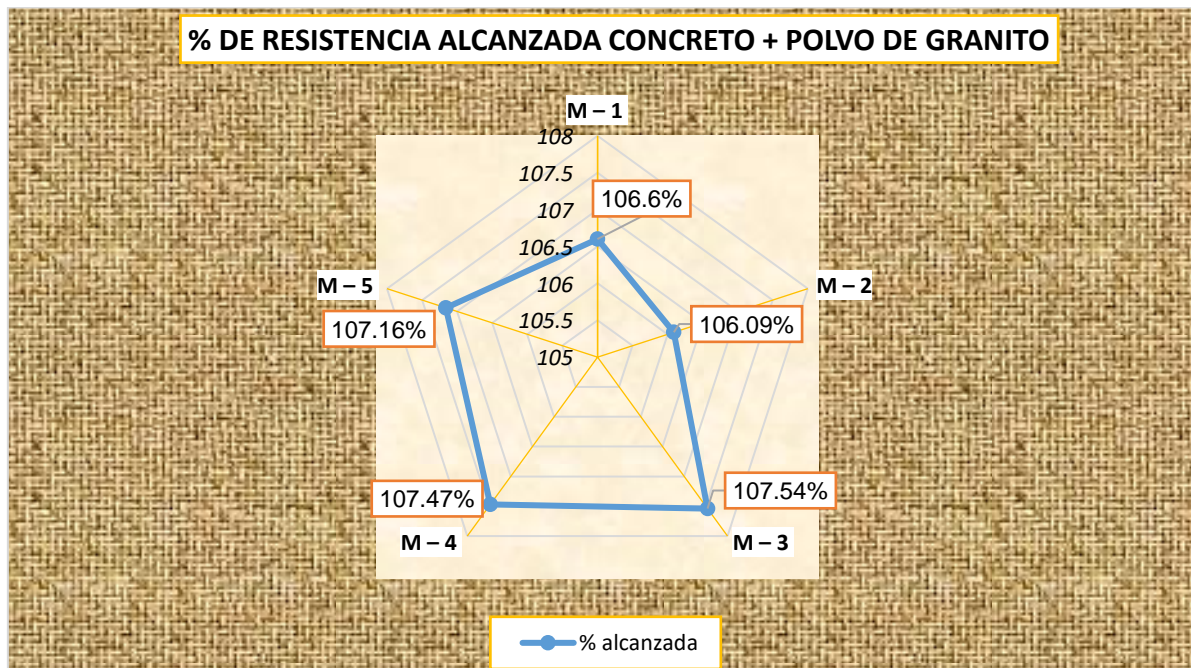 % DE RESISTENCIA ALCANZADA CONCRETO + POLVO DE GRANITO
M – 1
108
107.5
107
106.5
106
105.5
105
106.6%
M – 2
106.09%
M – 3
107.54%
M – 4
107.47%
M – 5
107.16%
% alcanzada